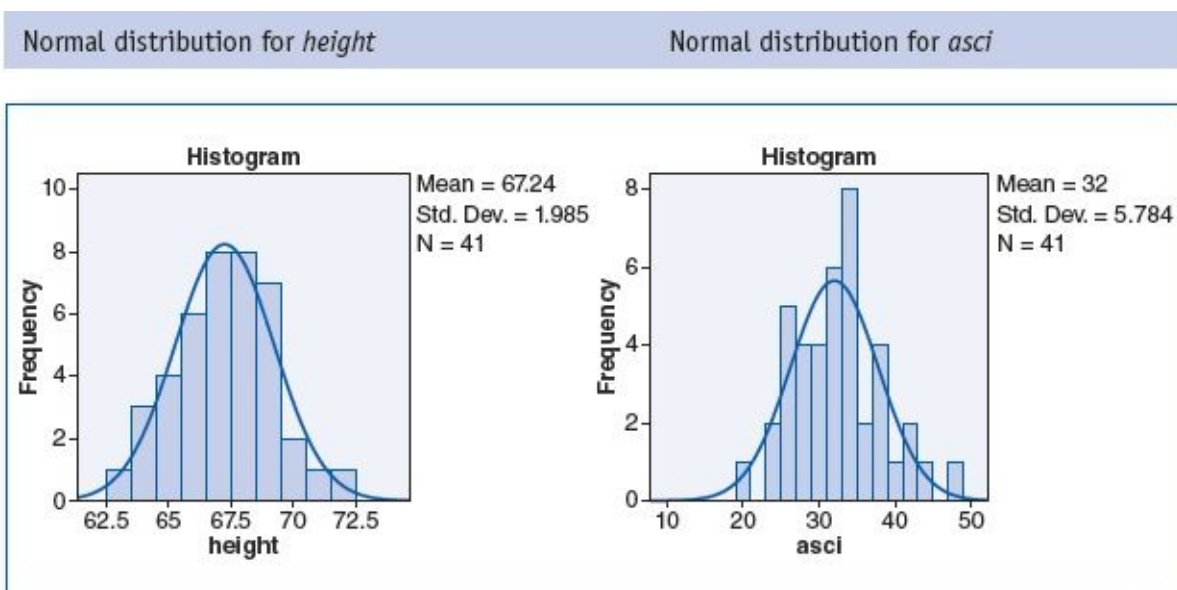 Normal distribution for height
Normal distribution for asci
Histogram
Mean = 67.24
Std. Dev. = 1.985
N = 41
Frequency
10
8
6
4
2
0
62.5 65 67.5 70 72.5
height
Histogram
Mean = 32
Std. Dev. = 5.784
N = 41
Frequency
8
6
4
2
0
10 20 30 40 50
asci